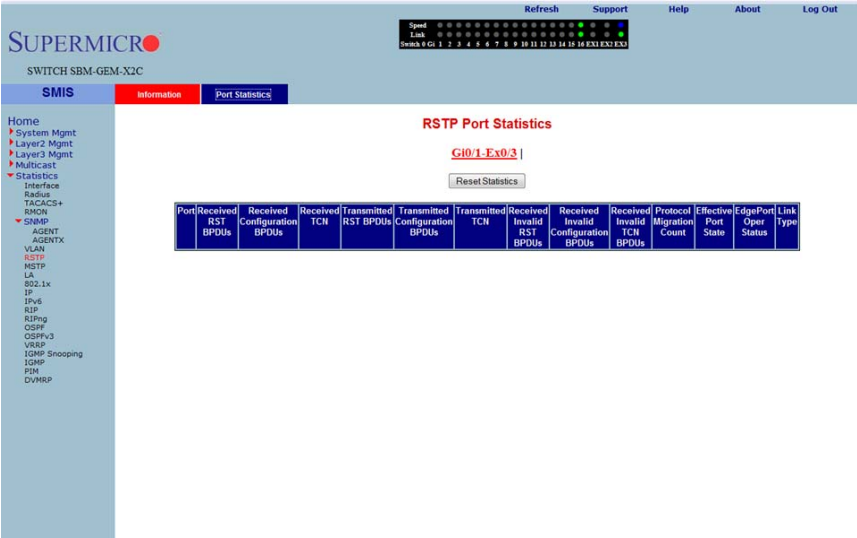 Refresh Support Help About Log Out
Speed
Link
Switch 0 Gi 1 2 3 4 5 6 7 8 9 10 11 12 13 14 15 16 EX1 EX2 EX3
SUPERMICRO
SWITCH SBM-GEM-X2C
SMIS
Information
Port Statistics
Home
System Mgmt
Layer2 Mgmt
Layer3 Mgmt
Multicast
Statistics
Interface
Radius
TACACS+
RMON
SNMP
AGENT
AGENTX
VLAN
RSTP
MSTP
LA
802.1x
IP
IPv6
RIP
RIPng
OSPF
OSPFv3
VRRP
IGMP Snooping
IGMP
PIM
DVMRP
RSTP Port Statistics
Gi0/1-Ex0/3 |
Reset Statistics
Port Received Received Received Transmitted Transmitted Transmitted Received Received Received Protocol Effective EdgePort Link
RST Configuration TCN RST BPDUs Configuration TCN Invalid Invalid Invalid Migration Port Oper Type
BPDUs BPDUs BPDUs RST Configuration TCN Count State Status
BPDUs BPDUs BPDUs